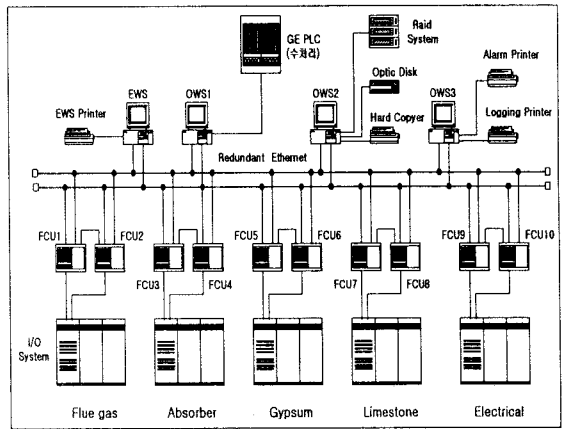 GE PLC
(수처리)
Raid
System
Alarm Printer
Optic Disk
EWS
OWS1
OWS2
OWS3
EWS Printer
Hard Copyer
Logging Printer
Redundant Ethernet
FCU1
FCU2
FCU3
FCU4
FCU5
FCU6
FCU7
FCU8
FCU9
FCU10
I/O
System
Flue gas
Absorber
Gypsum
Limestone
Electrical